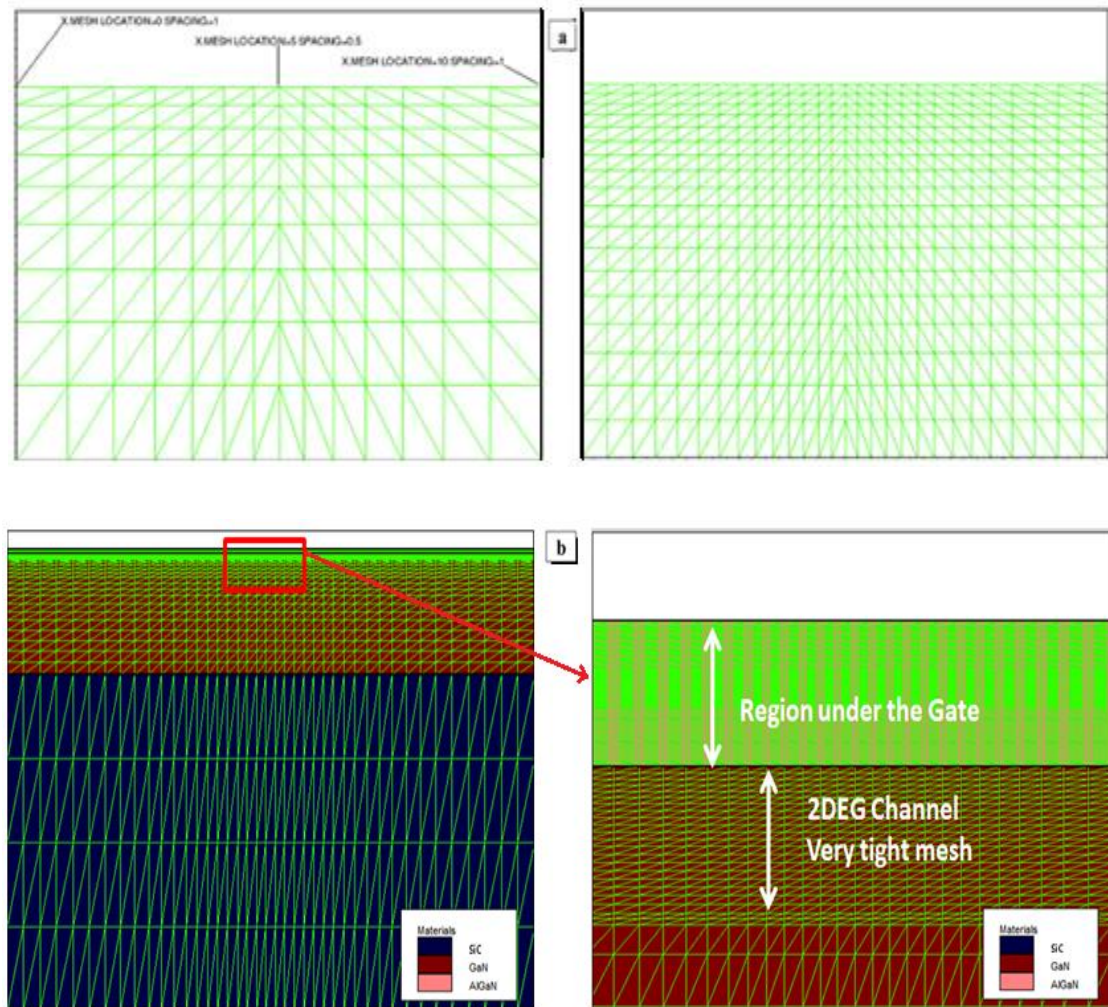 X.MESH LOCATION=0 SPACING=1
X.MESH LOCATION=5 SPACING=0.5
X.MESH LOCATION=10 SPACING=1
a
b
Region under the Gate
2DEG Channel
Very tight mesh
Materials
SiC
GaN
AlGaN
Materials
SiC
GaN
AlGaN